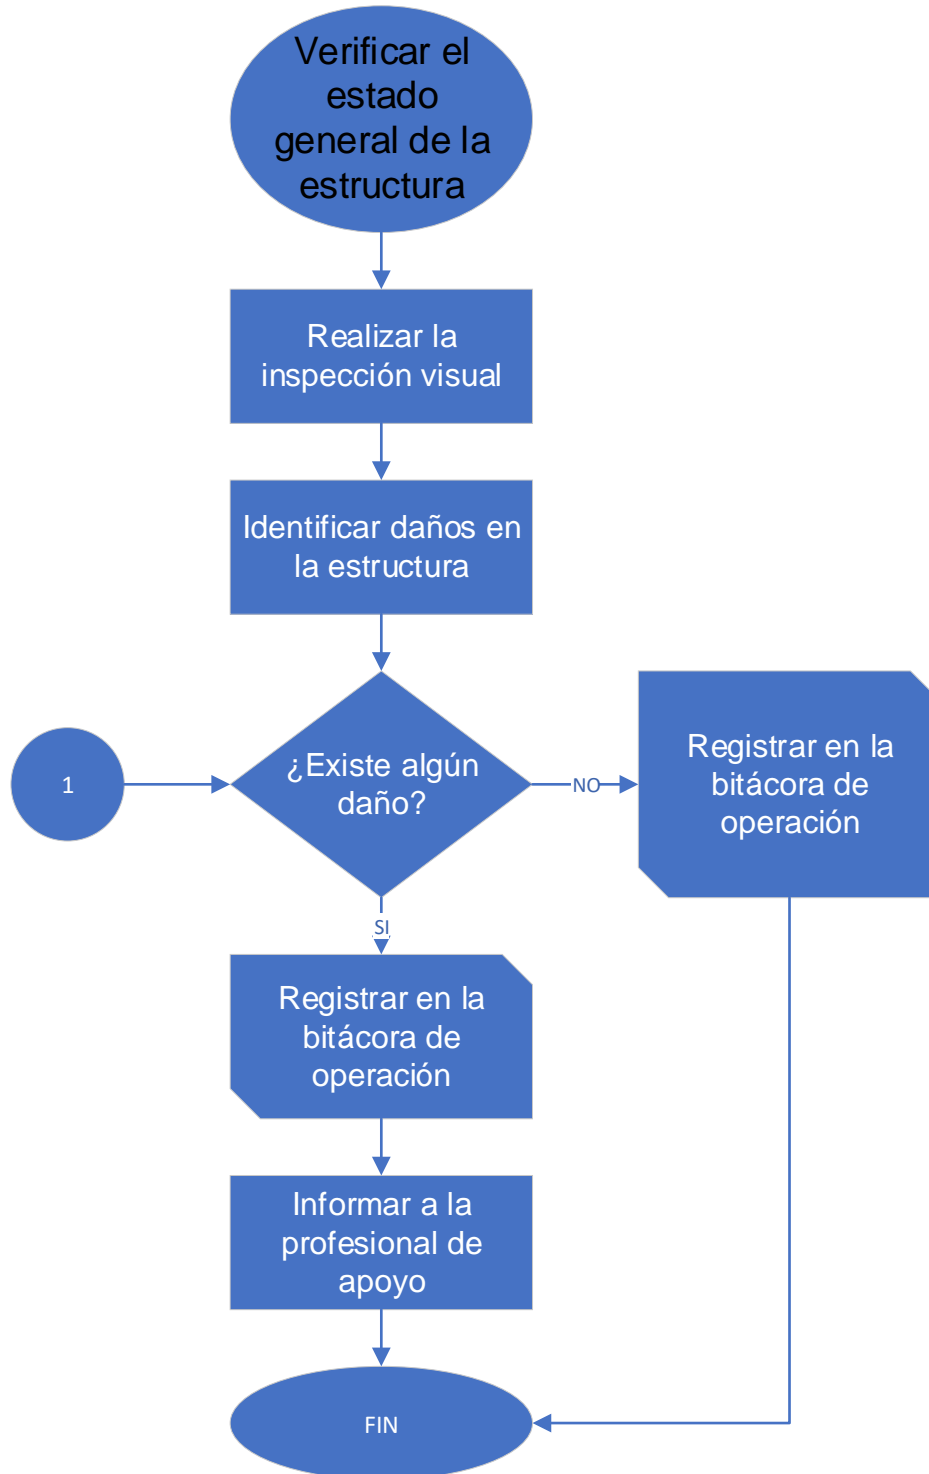 Verificar el
estado
general de la
estructura
Realizar la
inspección visual
Identificar daños en
la estructura
1
¿Existe algún
daño?
NO
Registrar en la
bitácora de
operación
SI
Registrar en la
bitácora de
operación
Informar a la
profesional de
apoyo
FIN